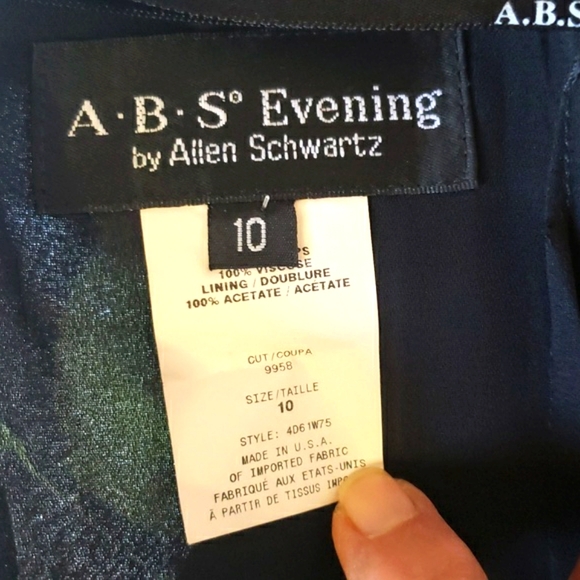 A.B.S
A·B·S® Evening
by Allen Schwartz
10
100% VISCOSE
LINING / DOUBLURE
100% ACETATE / ACETATE
CUT/COUPA
9958
SIZE/TAILLE
10
STYLE: 4D61W75
MADE IN U.S.A.
OF IMPORTED FABRIC
FABRIQUÉ AUX ETATS-UNIS
À PARTIR DE TISSUS